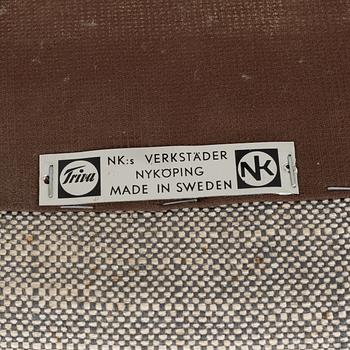 Triva
NK:s VERKSTÄDER
NYKÖPING
MADE IN SWEDEN
NK